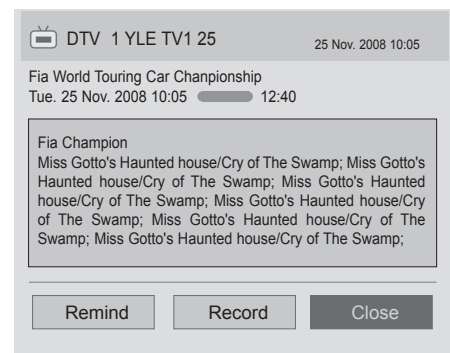 DTV 1 YLE TV1 25 25 Nov. 2008 10:05
Fia World Touring Car Chanpionship
Tue. 25 Nov. 2008 10:05 12:40
Fia Champion
Miss Gotto's Haunted house/Cry of The Swamp; Miss Gotto's
Haunted house/Cry of The Swamp; Miss Gotto's Haunted
house/Cry of The Swamp; Miss Gotto's Haunted house/Cry
of The Swamp; Miss Gotto's Haunted house/Cry of The
Swamp; Miss Gotto's Haunted house/Cry of The Swamp;
Remind Record Close